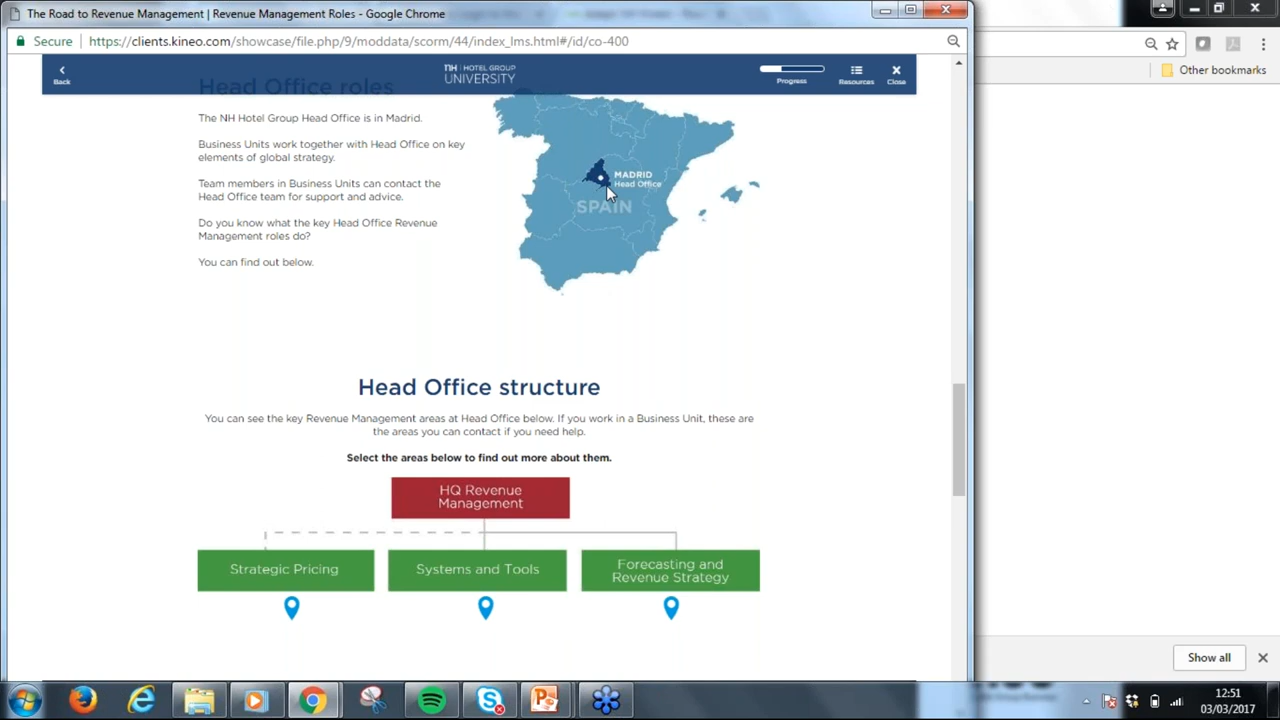 The Road to Revenue Management | Revenue Management Roles - Google Chrome
Secure
https://clients.kineo.com/showcase/file.php/9/moddata/scorm/44/index_lms.html#/id/co-400
Other bookmarks
Back
NH | HOTEL GROUP
UNIVERSITY
Progress
Resources
Close
Head Office roles
The NH Hotel Group Head Office is in Madrid.
Business Units work together with Head Office on key
elements of global strategy.
Team members in Business Units can contact the
Head Office team for support and advice.
Do you know what the key Head Office Revenue
Management roles do?
You can find out below.
MADRID
Head Office
SPAIN
Head Office structure
You can see the key Revenue Management areas at Head Office below. If you work in a Business Unit, these are
the areas you can contact if you need help.
Select the areas below to find out more about them.
HQ Revenue
Management
Strategic Pricing
Systems and Tools
Forecasting and
Revenue Strategy
Show all
12:51
03/03/2017